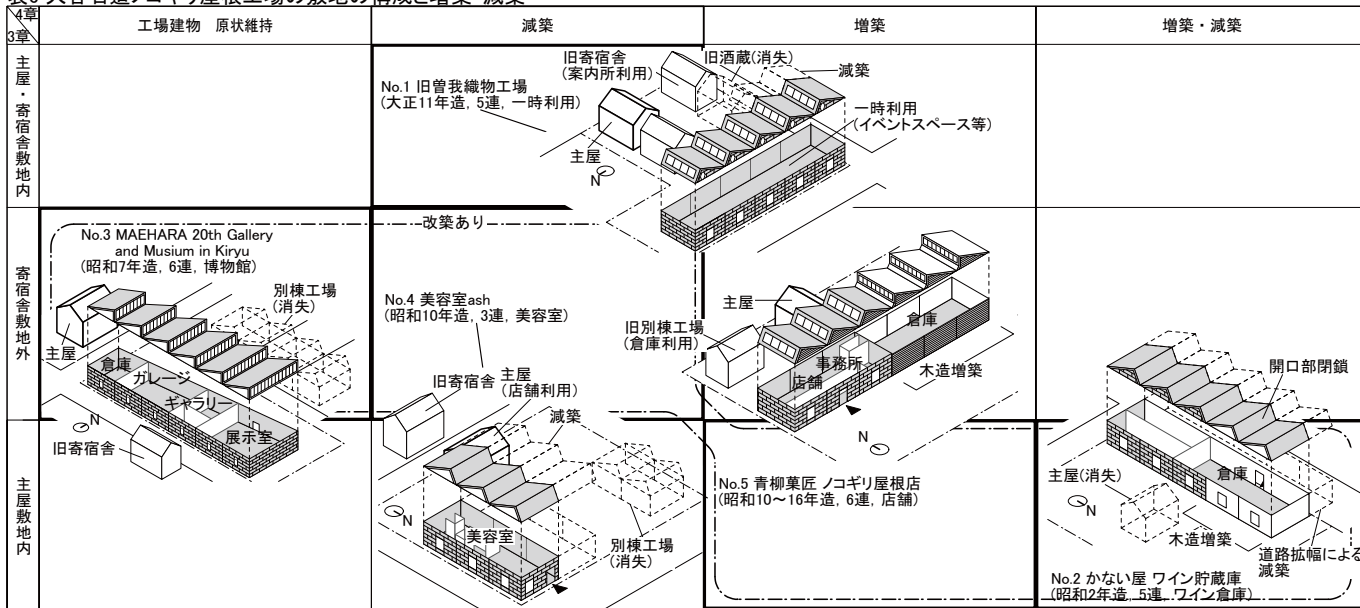 4章
3章
工場建物　原状維持
減築
増築
増築・減築
主屋・寄宿舎敷地内
No.1 旧曽我織物工場
(大正11年造, 5連, 一時利用)
旧寄宿舎
(案内所利用)
旧酒蔵(消失)
減築
一時利用
(イベントスペース等)
主屋
N
寄宿舎敷地外
改築あり
No.3 MAEHARA 20th Gallery
and Musium in Kiryu
(昭和7年造, 6連, 博物館)
別棟工場
(消失)
主屋
倉庫
ガレージ
ギャラリー
展示室
N
旧寄宿舎
No.4 美容室ash
(昭和10年造, 3連, 美容室)
旧寄宿舎
主屋
(店舗利用)
減築
N
美容室
別棟工場
(消失)
主屋
旧別棟工場
(倉庫利用)
倉庫
事務所
店舗
木造増築
N
No.5 青柳菓匠 ノコギリ屋根店
(昭和10～16年造, 6連, 店舗)
主屋敷地内
開口部閉鎖
主屋(消失)
倉庫
N
木造増築
道路拡幅による
減築
No.2 かない屋 ワイン貯蔵庫
(昭和2年造, 5連, ワイン倉庫)